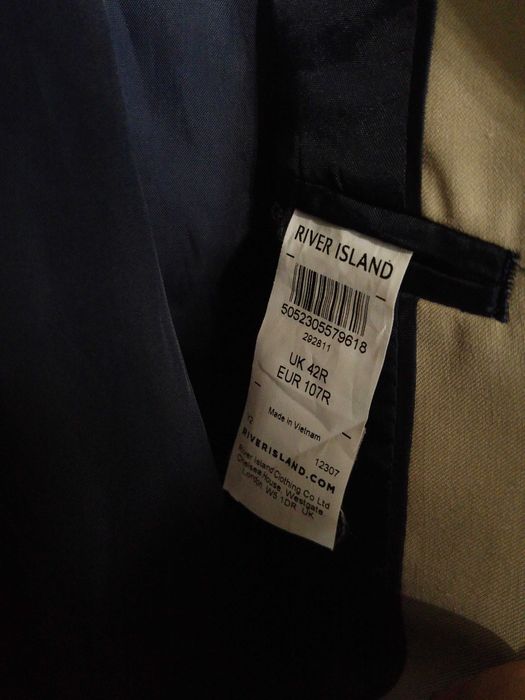 RIVER ISLAND
5052305579618
292811
UK 42R
EUR 107R
Made in Vietnam
V2 12307
RIVERISLAND.COM
River Island Clothing Co Ltd
Chelsea House, Westgate
London W5 1DR UK